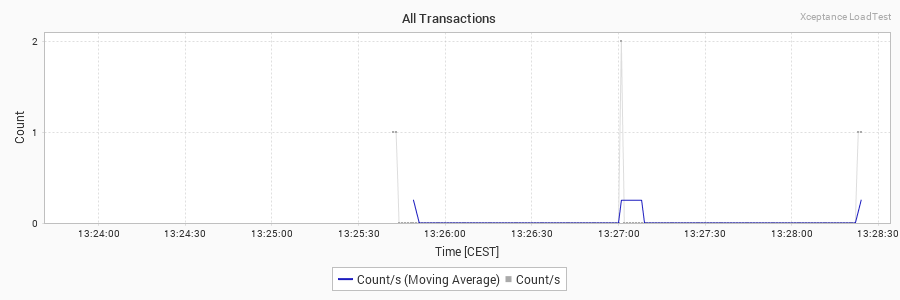 All Transactions
Xceptance LoadTest
2
1
0
Count
13:24:00 13:24:30 13:25:00 13:25:30 13:26:00 13:26:30 13:27:00 13:27:30 13:28:00 13:28:30
Time [CEST]
Count/s (Moving Average) Count/s